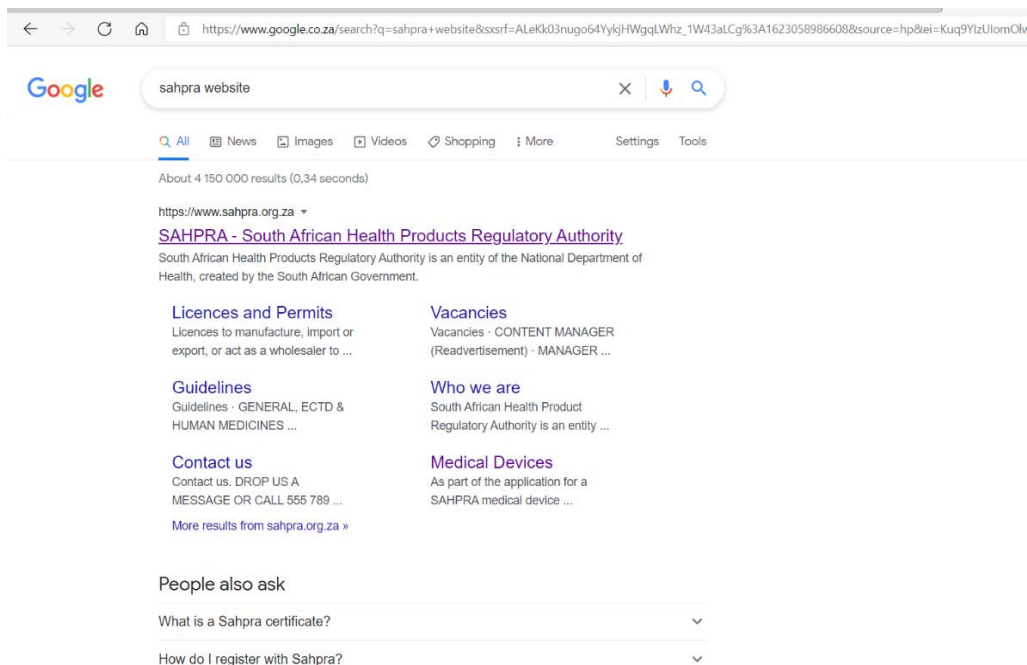 https://www.google.co.za/search?q=sahpra+website&sxsrf=ALeKk03nugo64YykjHWgqLWhz_1W43aLCg%3A1623058986608&source=hp&ei=Kuq9YIzUIomOlw
Google
sahpra website
All News Images Videos Shopping More Settings Tools
About 4 150 000 results (0,34 seconds)
https://www.sahpra.org.za
SAHPRA - South African Health Products Regulatory Authority
South African Health Products Regulatory Authority is an entity of the National Department of
Health, created by the South African Government.
Licences and Permits
Licences to manufacture, import or
export, or act as a wholesaler to ...
Vacancies
Vacancies · CONTENT MANAGER
(Readvertisement) · MANAGER ...
Guidelines
Guidelines · GENERAL, ECTD &
HUMAN MEDICINES ...
Who we are
South African Health Product
Regulatory Authority is an entity ...
Contact us
Contact us. DROP US A
MESSAGE OR CALL 555 789 ...
Medical Devices
As part of the application for a
SAHPRA medical device ...
More results from sahpra.org.za »
People also ask
What is a Sahpra certificate?
How do I register with Sahpra?